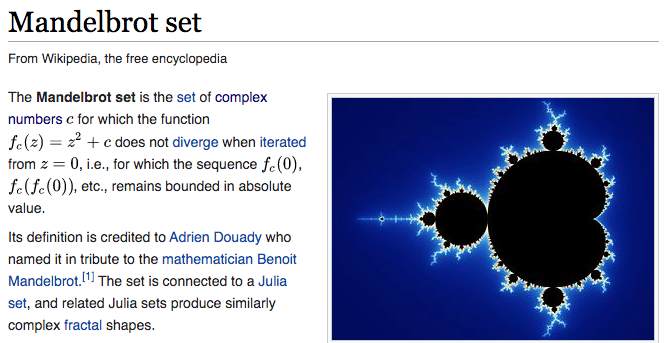 Mandelbrot set
From Wikipedia, the free encyclopedia
The Mandelbrot set is the set of complex
numbers c for which the function
f_c(z) = z² + c does not diverge when iterated
from z = 0, i.e., for which the sequence f_c(0),
f_c(f_c(0)), etc., remains bounded in absolute
value.
Its definition is credited to Adrien Douady who
named it in tribute to the mathematician Benoit
Mandelbrot.[1] The set is connected to a Julia
set, and related Julia sets produce similarly
complex fractal shapes.